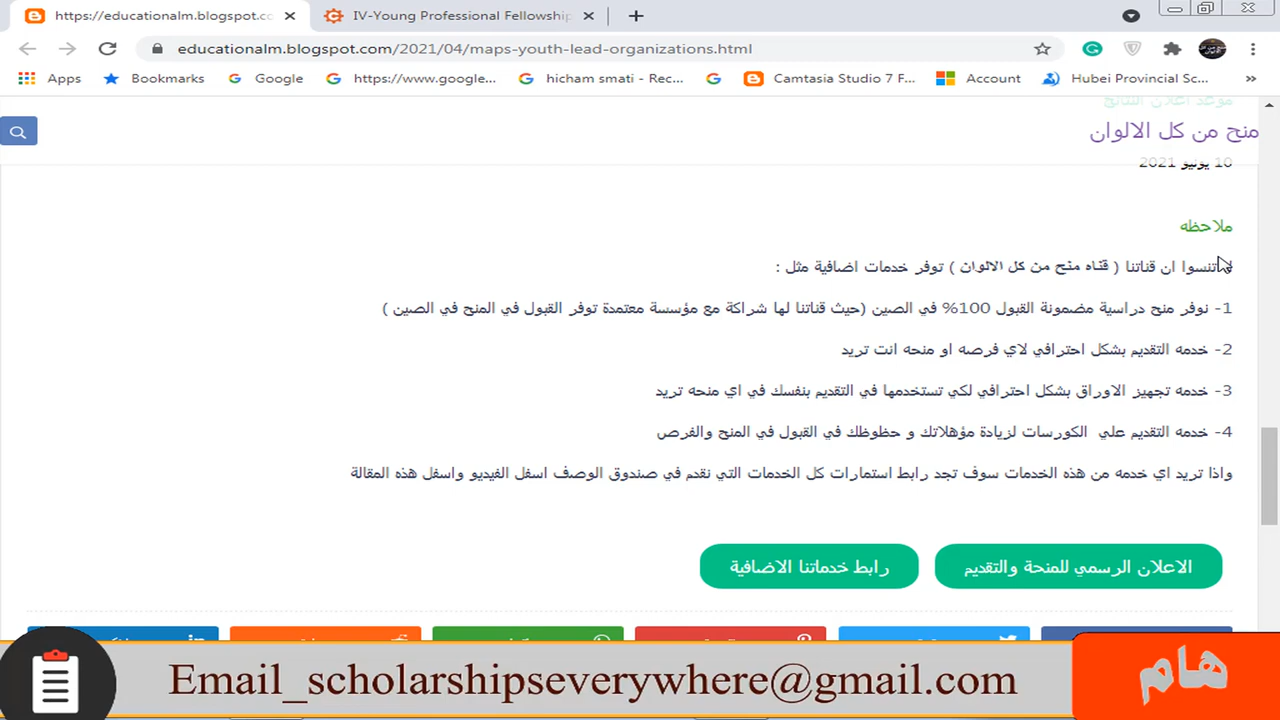 https://educationalm.blogspot.co
IV-Young Professional Fellowship
educationalm.blogspot.com/2021/04/maps-youth-lead-organizations.html
Apps
Bookmarks
Google
https://www.google...
hicham smati - Rec...
Camtasia Studio 7 F...
Account
Hubei Provincial Sc...
»
موعد اعلان النتائج
منح من كل الالوان
10 يونيو 2021
ملاحظه
لا تنسوا ان قناتنا ( قناه منح من كل الالوان ) توفر خدمات اضافية مثل :
1- نوفر منح دراسية مضمونة القبول 100% في الصين (حيث قناتنا لها شراكة مع مؤسسة معتمدة توفر القبول في المنح في الصين )
2- خدمه التقديم بشكل احترافي لاي فرصه او منحه انت تريد
3- خدمه تجهيز الاوراق بشكل احترافي لكي تستخدمها في التقديم بنفسك في اي منحه تريد
4- خدمه التقديم علي الكورسات لزيادة مؤهلاتك و حظوظك في القبول في المنح والفرص
واذا تريد اي خدمه من هذه الخدمات سوف تجد رابط استمارات كل الخدمات التي نقدم في صندوق الوصف اسفل الفيديو واسفل هذه المقالة
الاعلان الرسمي للمنحة والتقديم
رابط خدماتنا الاضافية
Email_scholarshipseverywhere@gmail.com
هام